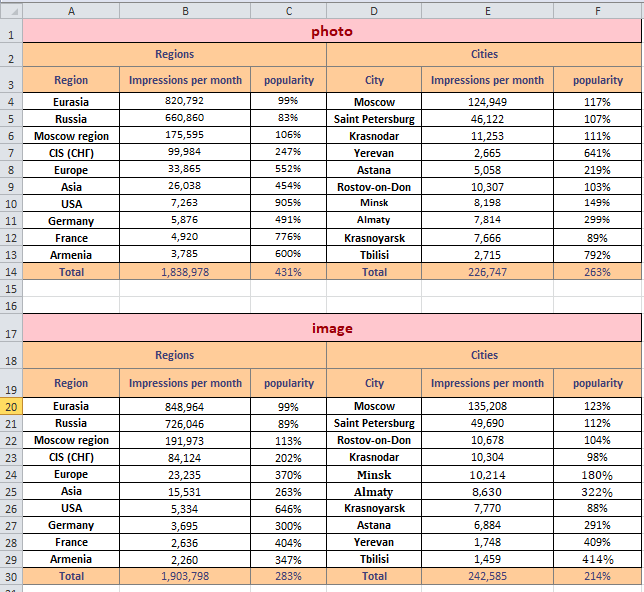 A B C D E F
1 photo
2 Regions Cities
3 Region Impressions per month popularity City Impressions per month popularity
4 Eurasia 820,792 99% Moscow 124,949 117%
5 Russia 660,860 83% Saint Petersburg 46,122 107%
6 Moscow region 175,595 106% Krasnodar 11,253 111%
7 CIS (СНГ) 99,984 247% Yerevan 2,665 641%
8 Europe 33,865 552% Astana 5,058 219%
9 Asia 26,038 454% Rostov-on-Don 10,307 103%
10 USA 7,263 905% Minsk 8,198 149%
11 Germany 5,876 491% Almaty 7,814 299%
12 France 4,920 776% Krasnoyarsk 7,666 89%
13 Armenia 3,785 600% Tbilisi 2,715 792%
14 Total 1,838,978 431% Total 226,747 263%
15
16
17 image
18 Regions Cities
19 Region Impressions per month popularity City Impressions per month popularity
20 Eurasia 848,964 99% Moscow 135,208 123%
21 Russia 726,046 89% Saint Petersburg 49,690 112%
22 Moscow region 191,973 113% Rostov-on-Don 10,678 104%
23 CIS (СНГ) 84,124 202% Krasnodar 10,304 98%
24 Europe 23,235 370% Minsk 10,214 180%
25 Asia 15,531 263% Almaty 8,630 322%
26 USA 5,334 646% Krasnoyarsk 7,770 88%
27 Germany 3,695 300% Astana 6,884 291%
28 France 2,636 404% Yerevan 1,748 409%
29 Armenia 2,260 347% Tbilisi 1,459 414%
30 Total 1,903,798 283% Total 242,585 214%